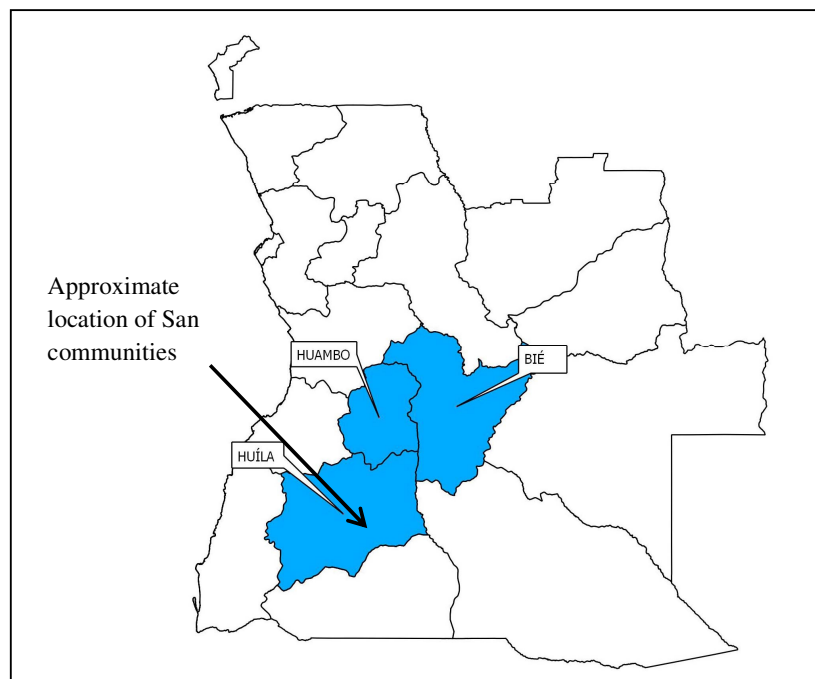 Approximate
location of San
communities
HUAMBO
BIÉ
HUÍLA